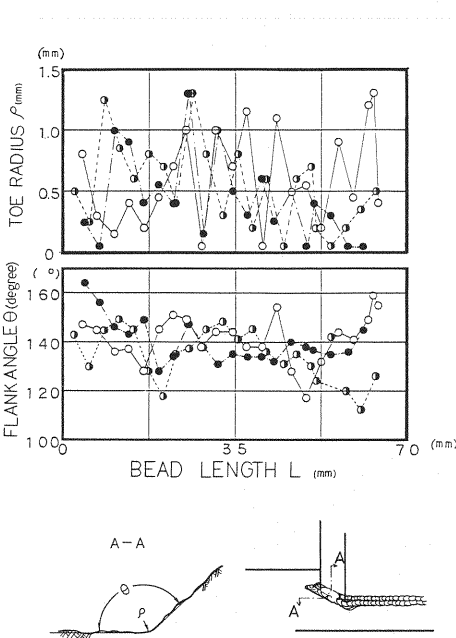 (mm)
1.5
1.0
0.5
0
TOE RADIUS ρ(mm)
(°)
160
140
120
100
FLANK ANGLE θ(degree)
0 35 70 (mm)
BEAD LENGTH L (mm)
A-A
θ
ρ
A
A